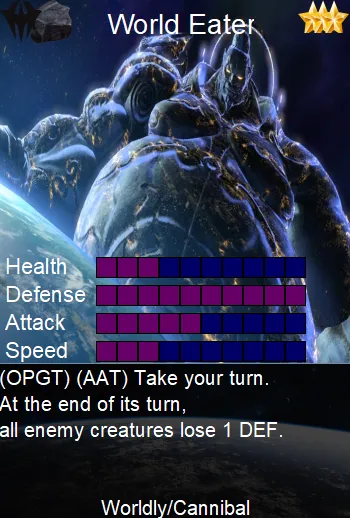 World Eater
Health
Defense
Attack
Speed
(OPGT) (AAT) Take your turn.
At the end of its turn,
all enemy creatures lose 1 DEF.
Worldly/Cannibal